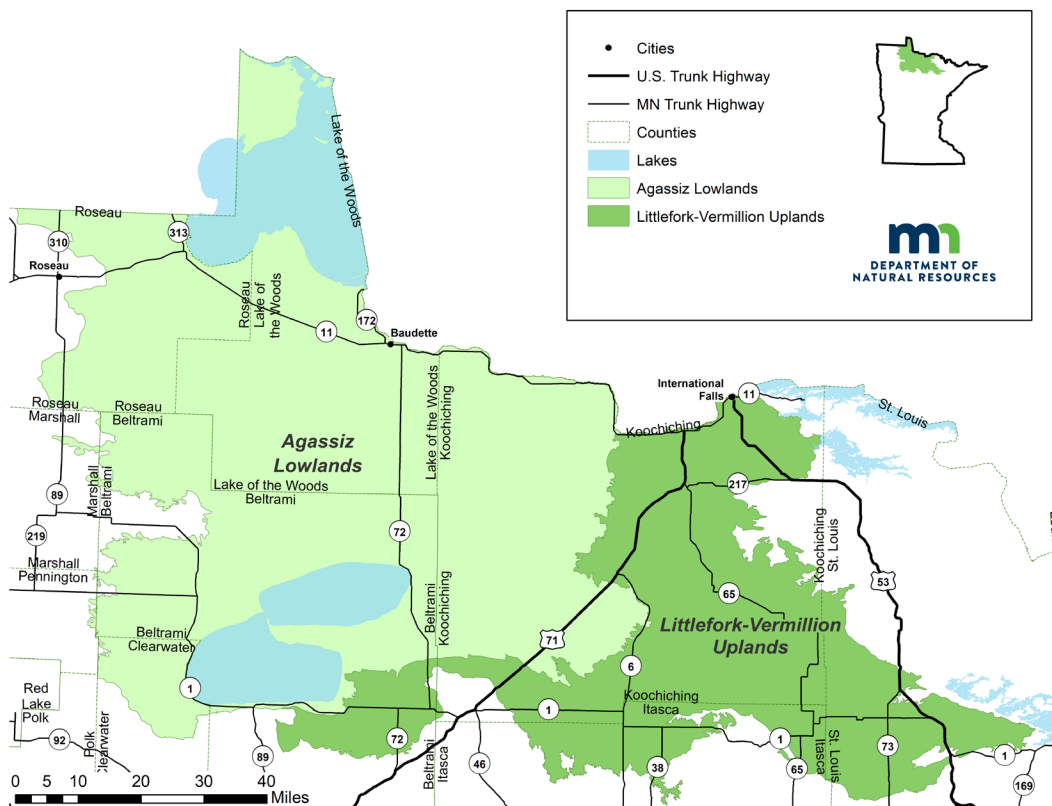 Cities
U.S. Trunk Highway
MN Trunk Highway
Counties
Lakes
Agassiz Lowlands
Littlefork-Vermillion Uplands
mn
DEPARTMENT OF
NATURAL RESOURCES
Lake of the Woods
Roseau
310
313
Roseau
Roseau
Lake of
the Woods
172
11
Baudette
International
Falls
11
St. Louis
Koochiching
Roseau
Marshall
Roseau
Beltrami
Lake of the Woods
Koochiching
Agassiz
Lowlands
Lake of the Woods
Beltrami
Marshall
Beltrami
89
219
217
72
Koochiching
St. Louis
53
Marshall
Pennington
Beltrami
Koochiching
65
71
Littlefork-Vermillion
Uplands
Beltrami
Clearwater
6
1
Red
Lake
Polk
Koochiching
Itasca
1
92
Polk
Clearwater
89
72
Beltrami
Itasca
46
38
1
65
St. Louis
Itasca
73
1
169
0 5 10 20 30 40 Miles